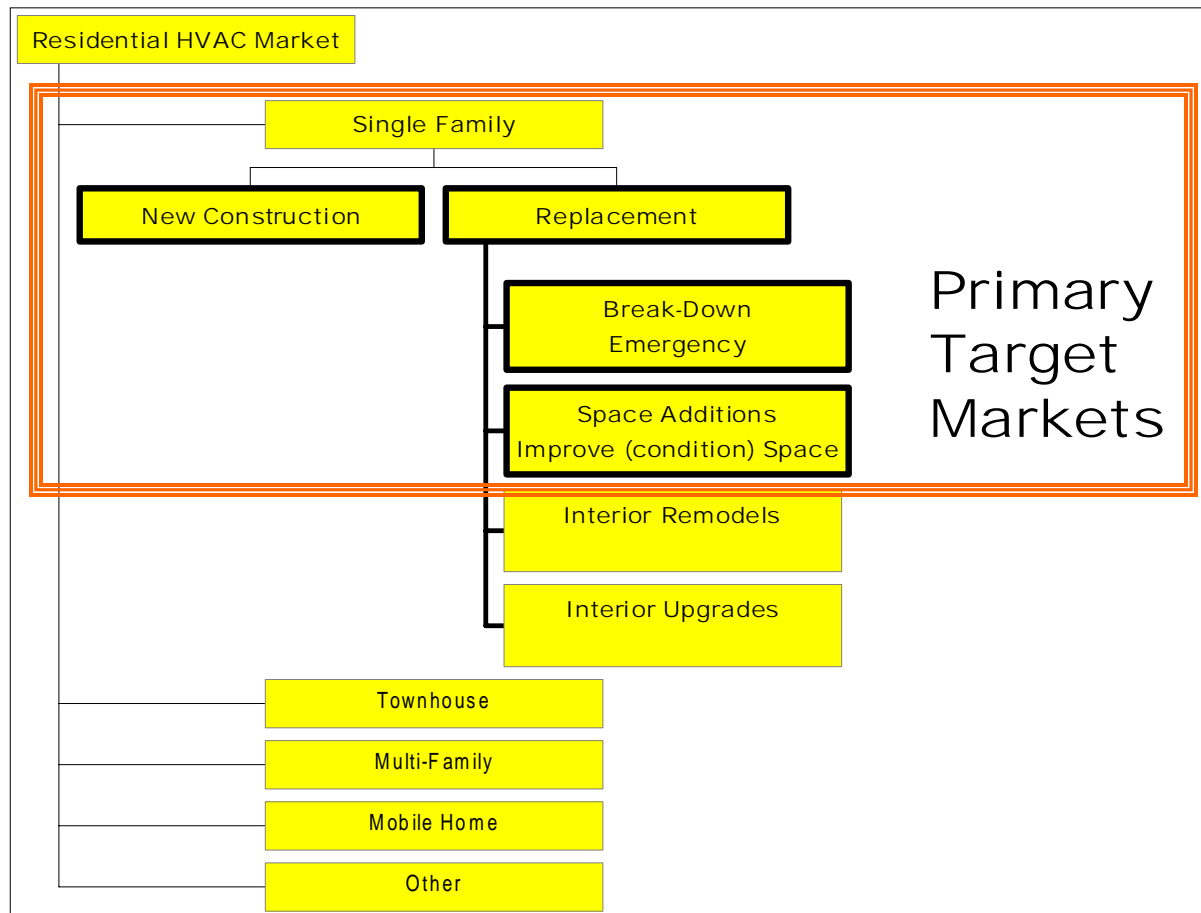 Residential HVAC Market
Single Family
New Construction
Replacement
Break-Down
Emergency
Space Additions
Improve (condition) Space
Primary
Target
Markets
Interior Remodels
Interior Upgrades
Townhouse
Multi-Family
Mobile Home
Other